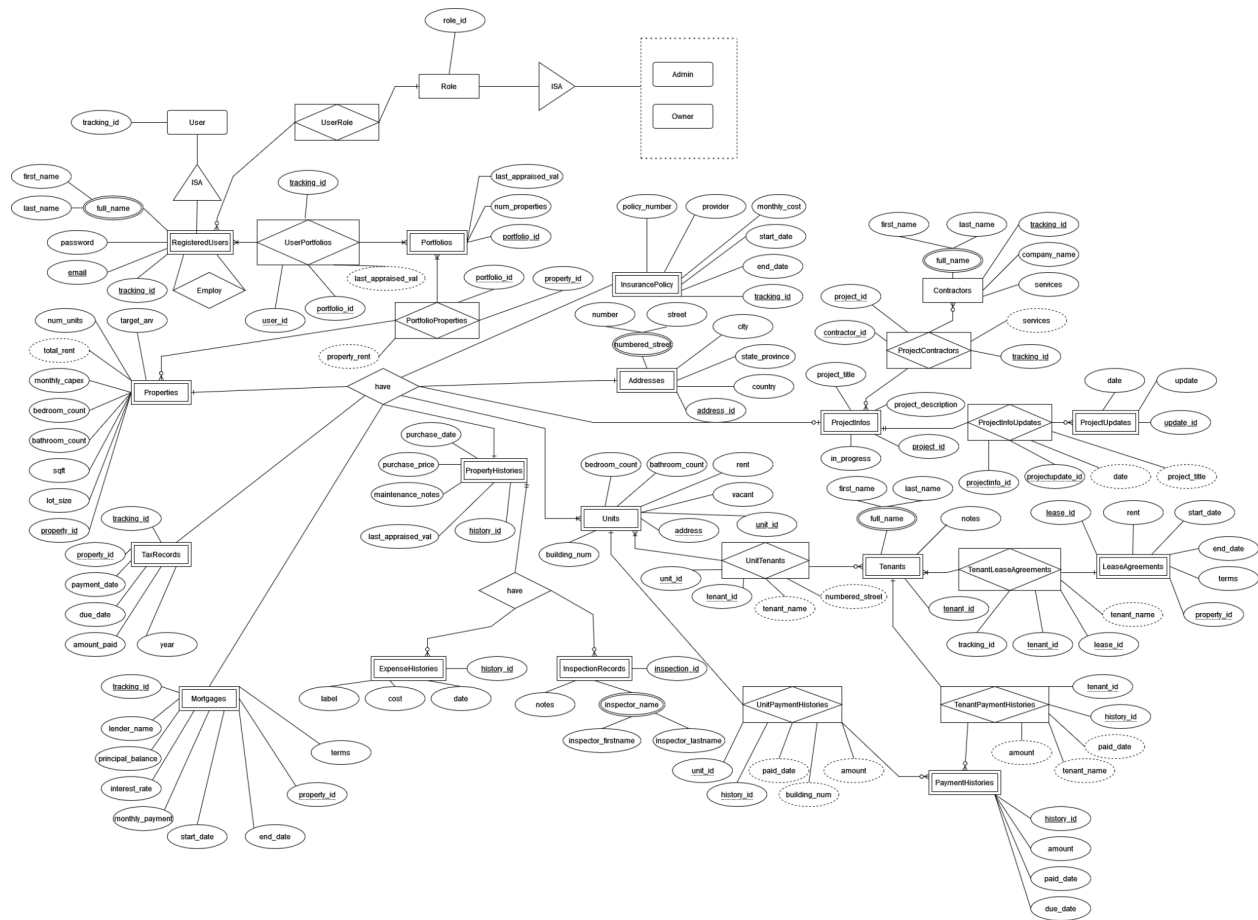 role_id
Role
ISA
Admin
Owner
tracking_id
User
UserRole
ISA
first_name
last_name
full_name
password
email
tracking_id
RegisteredUsers
Employ
tracking_id
UserPortfolios
user_id
portfolio_id
last_appraised_val
last_appraised_val
num_properties
portfolio_id
Portfolios
portfolio_id
property_id
PortfolioProperties
property_rent
policy_number
provider
monthly_cost
start_date
end_date
tracking_id
InsurancePolicy
number
street
numbered_street
city
state_province
country
address_id
Addresses
first_name
last_name
full_name
tracking_id
company_name
services
Contractors
project_id
contractor_id
services
tracking_id
ProjectContractors
project_title
project_description
project_id
in_progress
ProjectInfos
ProjectInfoUpdates
projectinfo_id
projectupdate_id
date
project_title
date
update
update_id
ProjectUpdates
num_units
target_arv
total_rent
monthly_capex
bedroom_count
bathroom_count
sqft
lot_size
property_id
Properties
have
purchase_date
purchase_price
maintenance_notes
last_appraised_val
history_id
PropertyHistories
have
bedroom_count
bathroom_count
rent
vacant
unit_id
address
building_num
Units
UnitTenants
unit_id
tenant_id
tenant_name
numbered_street
first_name
last_name
full_name
notes
tenant_id
Tenants
TenantLeaseAgreements
tracking_id
tenant_id
lease_id
tenant_name
lease_id
rent
start_date
end_date
terms
property_id
LeaseAgreements
tracking_id
property_id
payment_date
due_date
amount_paid
year
TaxRecords
tracking_id
lender_name
principal_balance
interest_rate
monthly_payment
start_date
end_date
property_id
terms
Mortgages
ExpenseHistories
history_id
label
cost
date
InspectionRecords
inspection_id
notes
inspector_name
inspector_firstname
inspector_lastname
UnitPaymentHistories
unit_id
history_id
paid_date
building_num
amount
TenantPaymentHistories
tenant_id
history_id
paid_date
tenant_name
amount
PaymentHistories
history_id
amount
paid_date
due_date